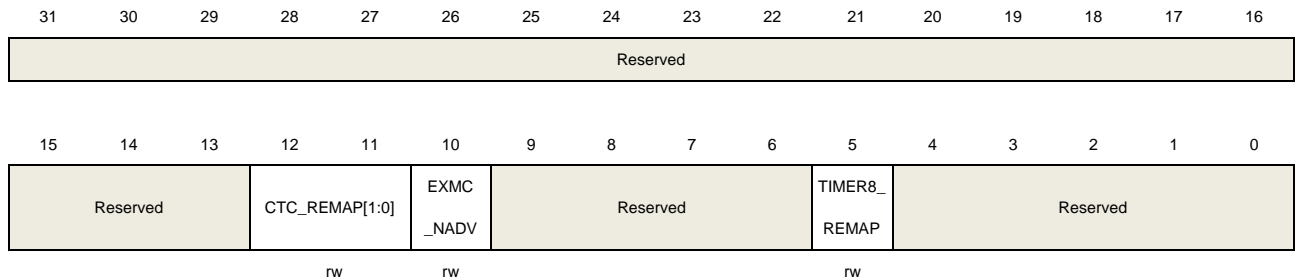 31 30 29 28 27 26 25 24 23 22 21 20 19 18 17 16
Reserved
15 14 13 12 11 10 9 8 7 6 5 4 3 2 1 0
Reserved CTC_REMAP[1:0] EXMC _NADV Reserved TIMER8_ REMAP Reserved
rw rw rw